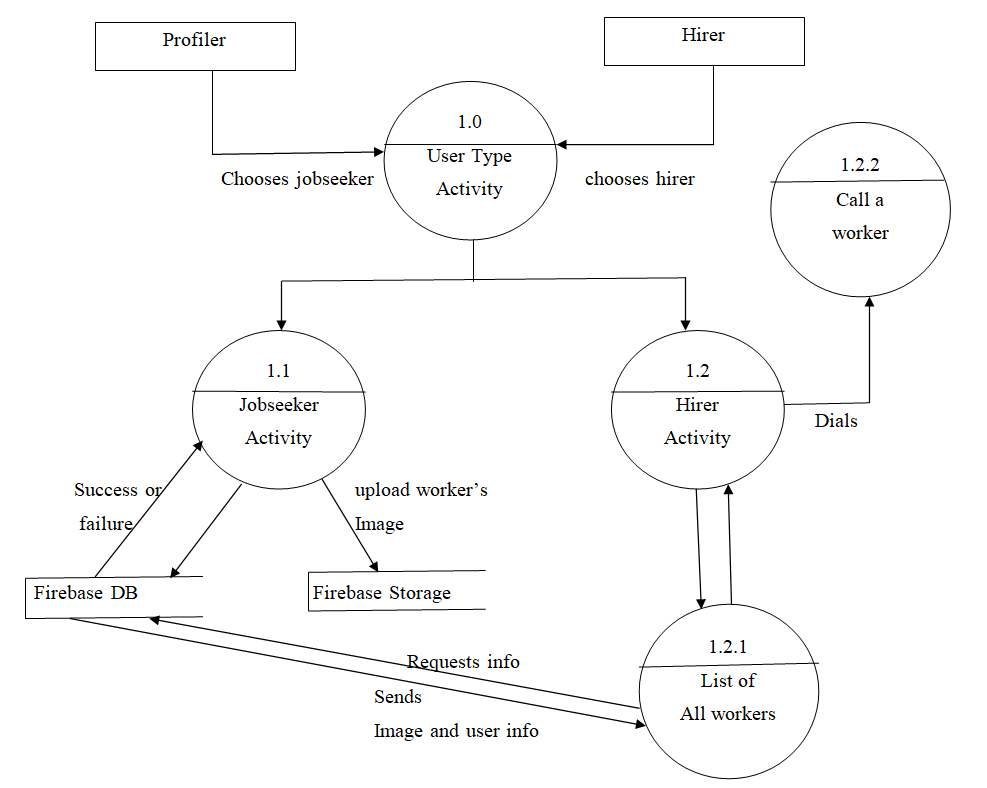 Profiler
Hirer
1.0
User Type
Activity
Chooses jobseeker
chooses hirer
1.2.2
Call a
worker
1.1
Jobseeker
Activity
1.2
Hirer
Activity
Dials
Success or
failure
upload worker’s
Image
Firebase DB
Firebase Storage
1.2.1
List of
All workers
Requests info
Sends
Image and user info